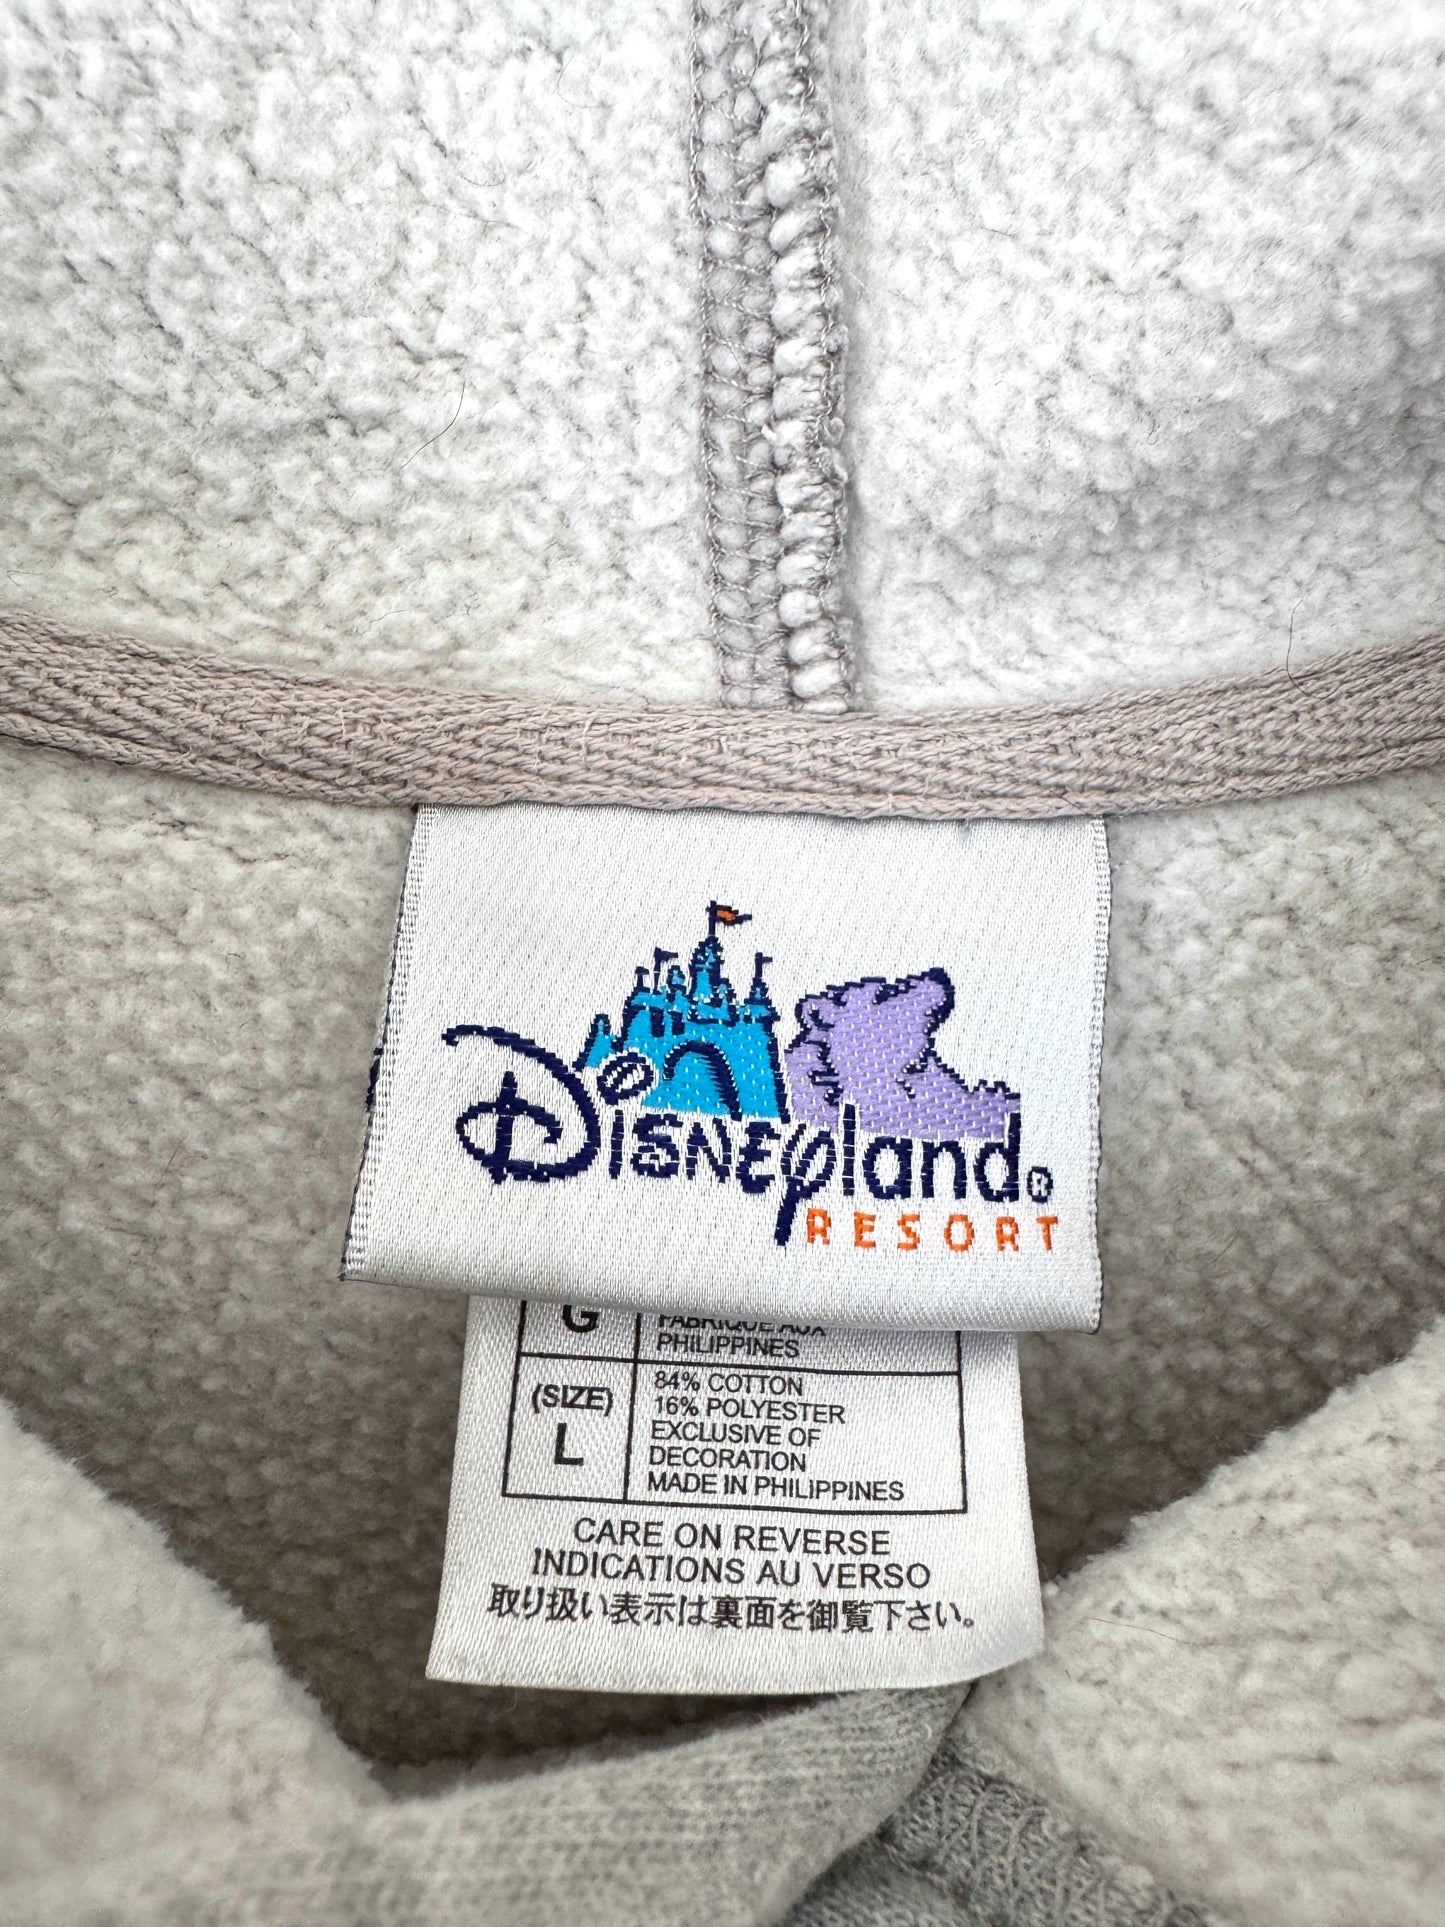 Disneyland®
RESORT
G
FABRIQUE AUX
PHILIPPINES
(SIZE)
L
84% COTTON
16% POLYESTER
EXCLUSIVE OF
DECORATION
MADE IN PHILIPPINES
CARE ON REVERSE
INDICATIONS AU VERSO
取り扱い表示は裏面を御覧下さい。